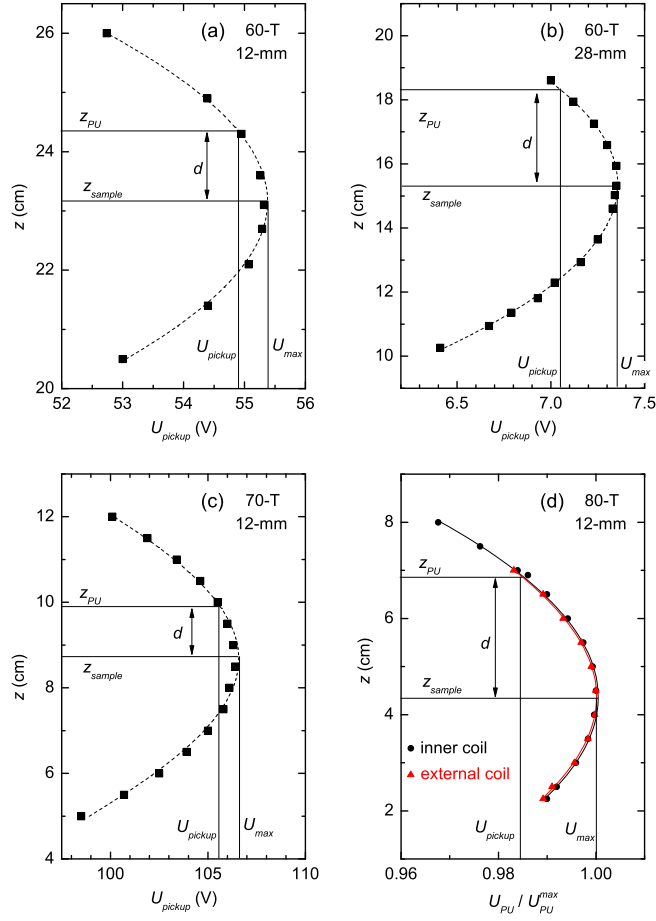 (a) 60-T
12-mm
z_PU
d
z_sample
U_pickup
U_max
z (cm)
26
24
22
20
52 53 54 55 56
U_pickup (V)
(b) 60-T
28-mm
z_PU
d
z_sample
U_pickup
U_max
z (cm)
20
18
16
14
12
10
6.5 7.0 7.5
U_pickup (V)
(c) 70-T
12-mm
z_PU
d
z_sample
U_pickup
U_max
z (cm)
12
10
8
6
4
100 105 110
U_pickup (V)
(d) 80-T
12-mm
z_PU
d
z_sample
inner coil
external coil
U_pickup
U_max
z (cm)
8
6
4
2
0.96 0.98 1.00
U_PU / U_PU^max